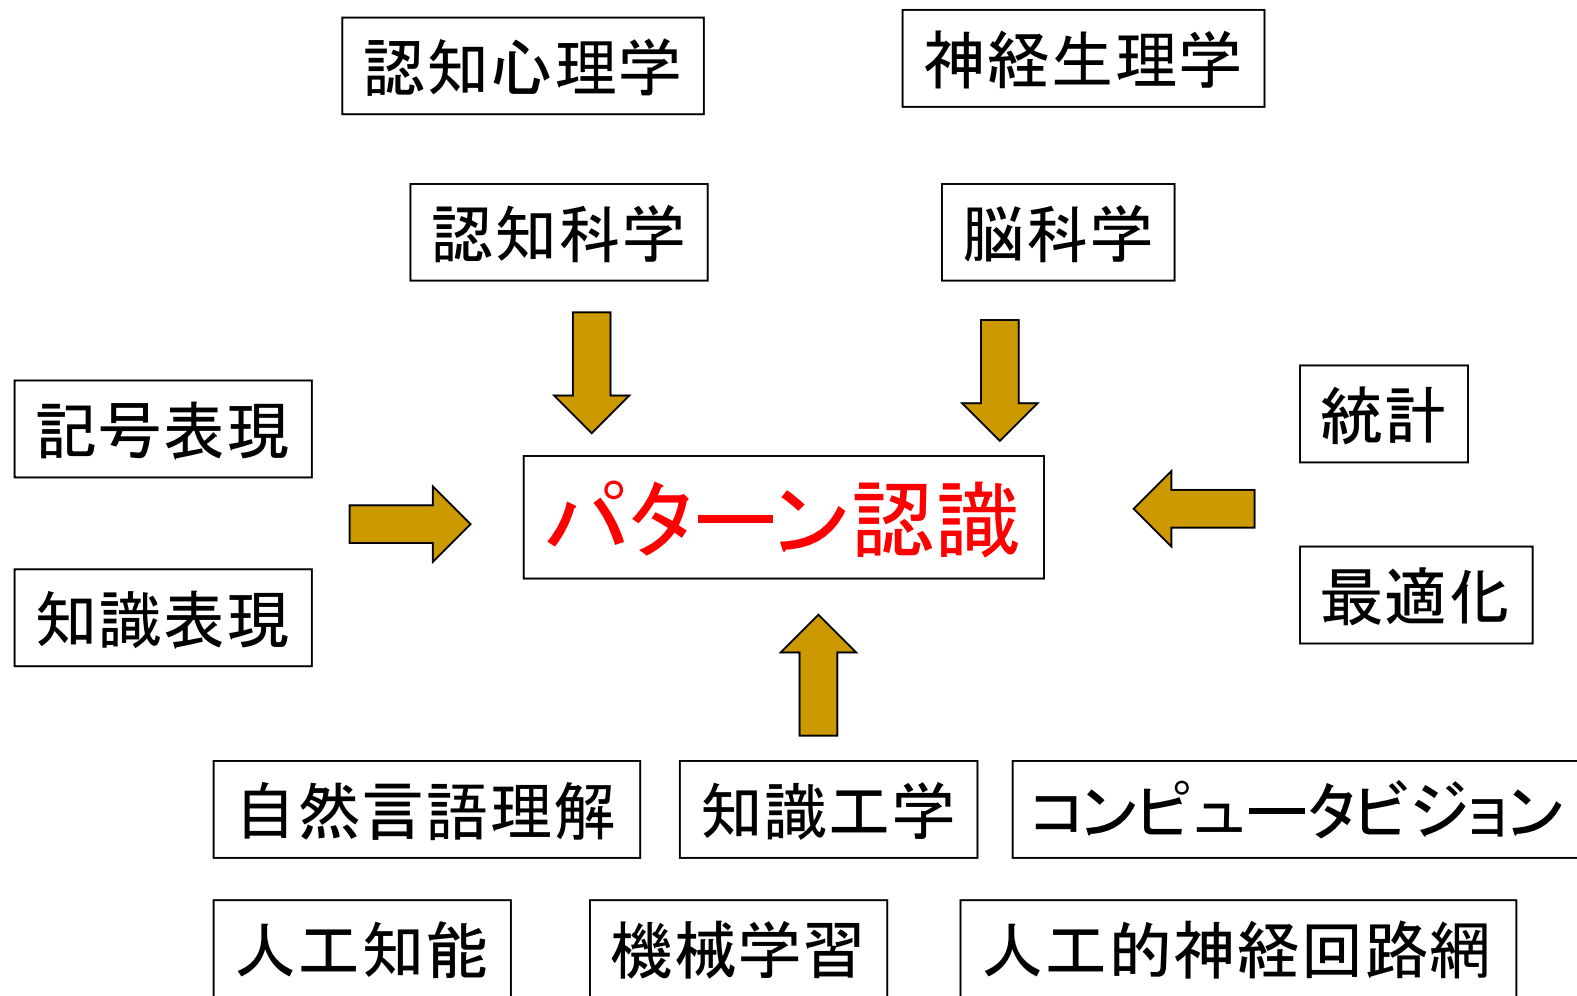 認知心理学
神経生理学
認知科学
脳科学
記号表現
統計
パターン認識
知識表現
最適化
自然言語理解
知識工学
コンピュータビジョン
人工知能
機械学習
人工的神経回路網